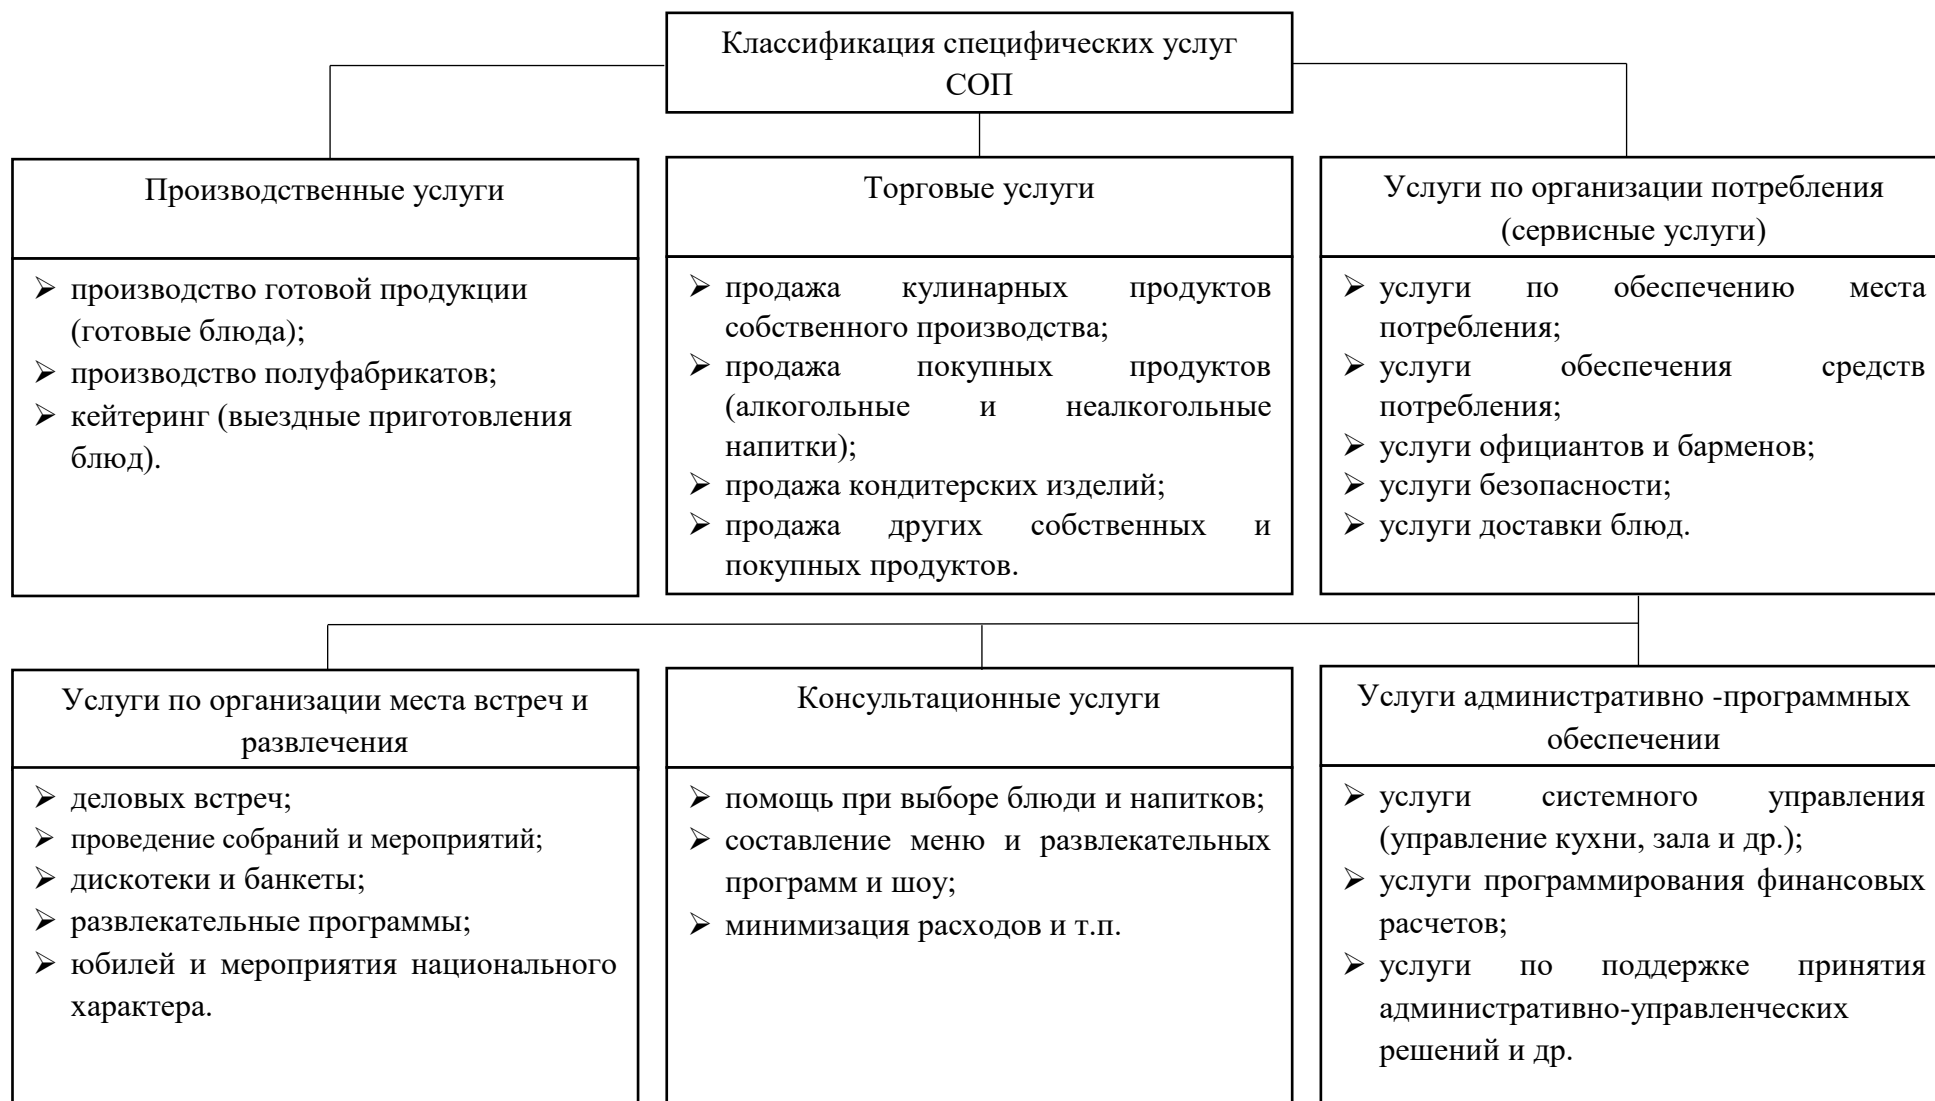 Классификация специфических услуг
СОП
Производственные услуги
➢ производство готовой продукции
(готовые блюда);
➢ производство полуфабрикатов;
➢ кейтеринг (выездные приготовления
блюд).
Торговые услуги
➢ продажа кулинарных продуктов
собственного производства;
➢ продажа покупных продуктов
(алкогольные и неалкогольные
напитки);
➢ продажа кондитерских изделий;
➢ продажа других собственных и
покупных продуктов.
Услуги по организации потребления
(сервисные услуги)
➢ услуги по обеспечению места
потребления;
➢ услуги обеспечения средств
потребления;
➢ услуги официантов и барменов;
➢ услуги безопасности;
➢ услуги доставки блюд.
Услуги по организации места встреч и
развлечения
➢ деловых встреч;
➢ проведение собраний и мероприятий;
➢ дискотеки и банкеты;
➢ развлекательные программы;
➢ юбилей и мероприятия национального
характера.
Консультационные услуги
➢ помощь при выборе блюди и напитков;
➢ составление меню и развлекательных
программ и шоу;
➢ минимизация расходов и т.п.
Услуги административно -программных
обеспечении
➢ услуги системного управления
(управление кухни, зала и др.);
➢ услуги программирования финансовых
расчетов;
➢ услуги по поддержке принятия
административно-управленческих
решений и др.